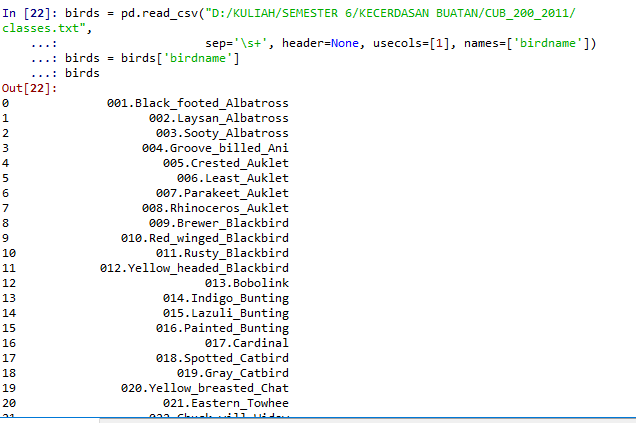 In [22]: birds = pd.read_csv("D:/KULIAH/SEMESTER 6/KECERDASAN BUATAN/CUB_200_2011/
classes.txt",
    ...:                     sep='\s+', header=None, usecols=[1], names=['birdname'])
    ...: birds = birds['birdname']
    ...: birds
Out[22]:
0              001.Black_footed_Albatross
1                    002.Laysan_Albatross
2                     003.Sooty_Albatross
3                   004.Groove_billed_Ani
4                      005.Crested_Auklet
5                        006.Least_Auklet
6                     007.Parakeet_Auklet
7                   008.Rhinoceros_Auklet
8                    009.Brewer_Blackbird
9                010.Red_winged_Blackbird
10                    011.Rusty_Blackbird
11            012.Yellow_headed_Blackbird
12                           013.Bobolink
13                     014.Indigo_Bunting
14                     015.Lazuli_Bunting
15                    016.Painted_Bunting
16                           017.Cardinal
17                    018.Spotted_Catbird
18                       019.Gray_Catbird
19               020.Yellow_breasted_Chat
20                     021.Eastern_Towhee